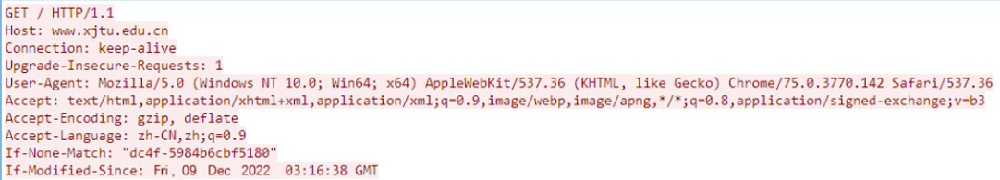 GET / HTTP/1.1
Host: www.xjtu.edu.cn
Connection: keep-alive
Upgrade-Insecure-Requests: 1
User-Agent: Mozilla/5.0 (Windows NT 10.0; Win64; x64) AppleWebKit/537.36 (KHTML, like Gecko) Chrome/75.0.3770.142 Safari/537.36
Accept: text/html,application/xhtml+xml,application/xml;q=0.9,image/webp,image/apng,*/*;q=0.8,application/signed-exchange;v=b3
Accept-Encoding: gzip, deflate
Accept-Language: zh-CN,zh;q=0.9
If-None-Match: "dc4f-5984b6cbf5180"
If-Modified-Since: Fri, 09 Dec 2022 03:16:38 GMT